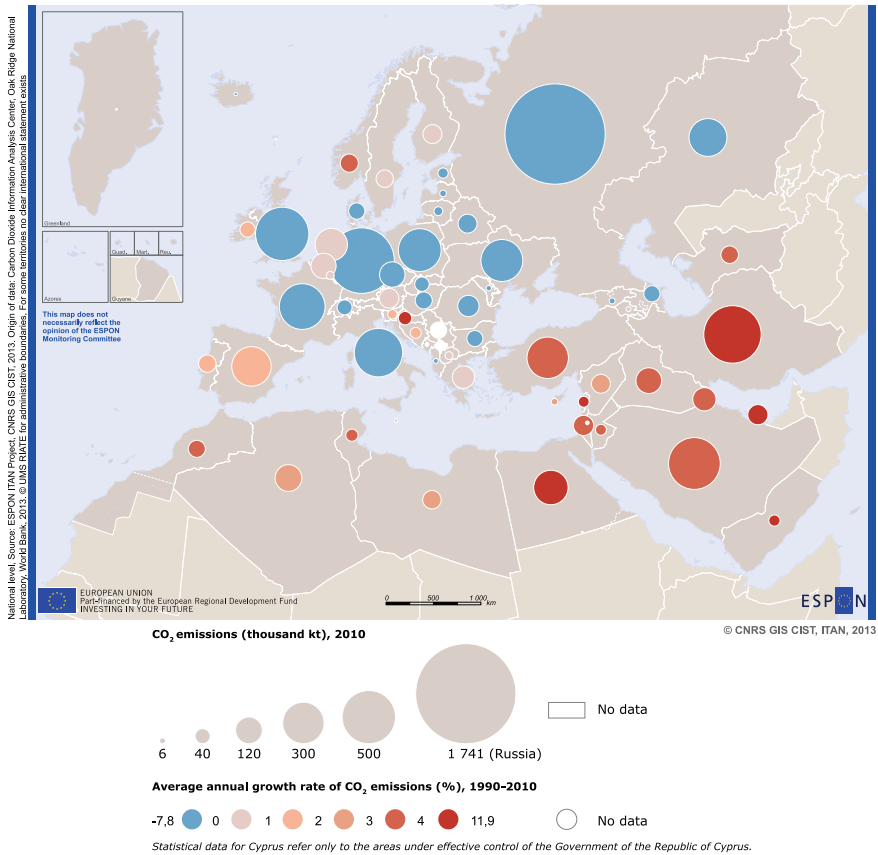 National level, Source: ESPON ITAN Project, CNRS GIS CIST, 2013. Origin of data: Carbon Dioxide Information Analysis Center, Oak Ridge National
Laboratory, World Bank, 2013. © UMS RIATE for administrative boundaries. For some territories no clear international statement exists
Greenland
Azores
Guad.
Mart.
Reu.
Guyane
This map does not
necessarily reflect the
opinion of the ESPON
Monitoring Committee
EUROPEAN UNION
Part-financed by the European Regional Development Fund
INVESTING IN YOUR FUTURE
0 500 1 000
km
ESPON
© CNRS GIS CIST, ITAN, 2013
CO2 emissions (thousand kt), 2010
6 40 120 300 500 1 741 (Russia)
No data
Average annual growth rate of CO2 emissions (%), 1990–2010
-7,8 0 1 2 3 4 11,9 No data
Statistical data for Cyprus refer only to the areas under effective control of the Government of the Republic of Cyprus.